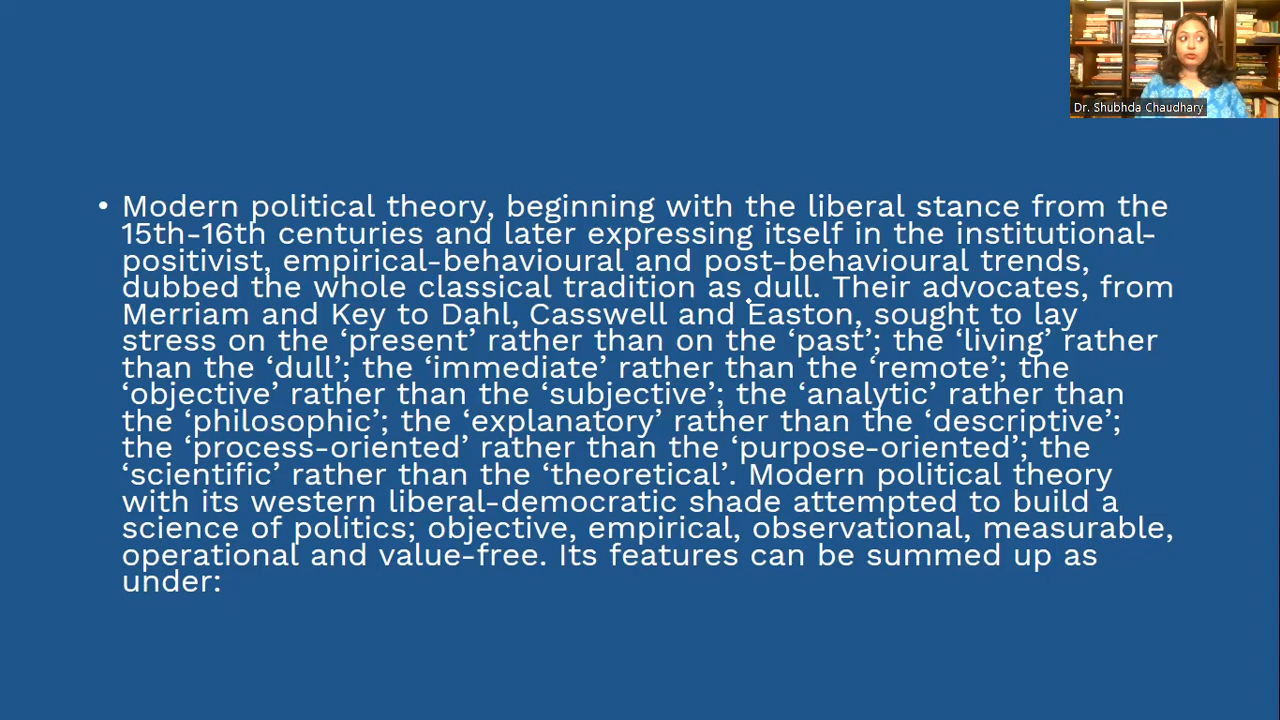 Dr. Shubhda Chaudhary
• Modern political theory, beginning with the liberal stance from the
15th-16th centuries and later expressing itself in the institutional-
positivist, empirical-behavioural and post-behavioural trends,
dubbed the whole classical tradition as dull. Their advocates, from
Merriam and Key to Dahl, Casswell and Easton, sought to lay
stress on the ‘present’ rather than on the ‘past’; the ‘living’ rather
than the ‘dull’; the ‘immediate’ rather than the ‘remote’; the
‘objective’ rather than the ‘subjective’; the ‘analytic’ rather than
the ‘philosophic’; the ‘explanatory’ rather than the ‘descriptive’;
the ‘process-oriented’ rather than the ‘purpose-oriented’; the
‘scientific’ rather than the ‘theoretical’. Modern political theory
with its western liberal-democratic shade attempted to build a
science of politics; objective, empirical, observational, measurable,
operational and value-free. Its features can be summed up as
under: